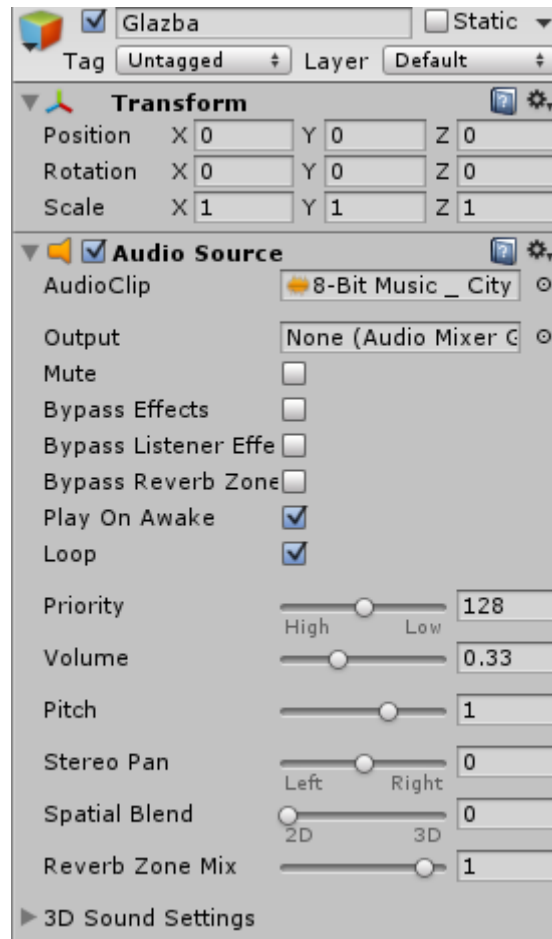 Glazba Static
Tag Untagged Layer Default
Transform
Position X 0 Y 0 Z 0
Rotation X 0 Y 0 Z 0
Scale X 1 Y 1 Z 1
Audio Source
AudioClip 8-Bit Music _ City
Output None (Audio Mixer G
Mute
Bypass Effects
Bypass Listener Effe
Bypass Reverb Zone
Play On Awake
Loop
Priority 128
High Low
Volume 0.33
Pitch 1
Stereo Pan 0
Left Right
Spatial Blend 0
2D 3D
Reverb Zone Mix 1
3D Sound Settings